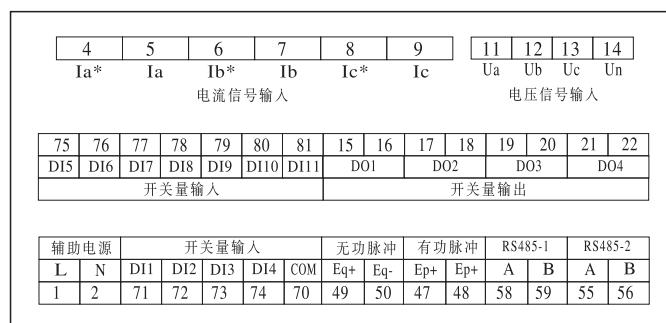 4 5 6 7 8 9 11 12 13 14
Ia* Ia Ib* Ib Ic* Ic Ua Ub Uc Un
电流信号输入 电压信号输入
75 76 77 78 79 80 81 15 16 17 18 19 20 21 22
DI5 DI6 DI7 DI8 DI9 DI10 DI11 DO1 DO2 DO3 DO4
开关量输入 开关量输出
辅助电源 开关量输入 无功脉冲 有功脉冲 RS485-1 RS485-2
L N DI1 DI2 DI3 DI4 COM Eq+ Eq- Ep+ Ep+ A B A B
1 2 71 72 73 74 70 49 50 47 48 58 59 55 56